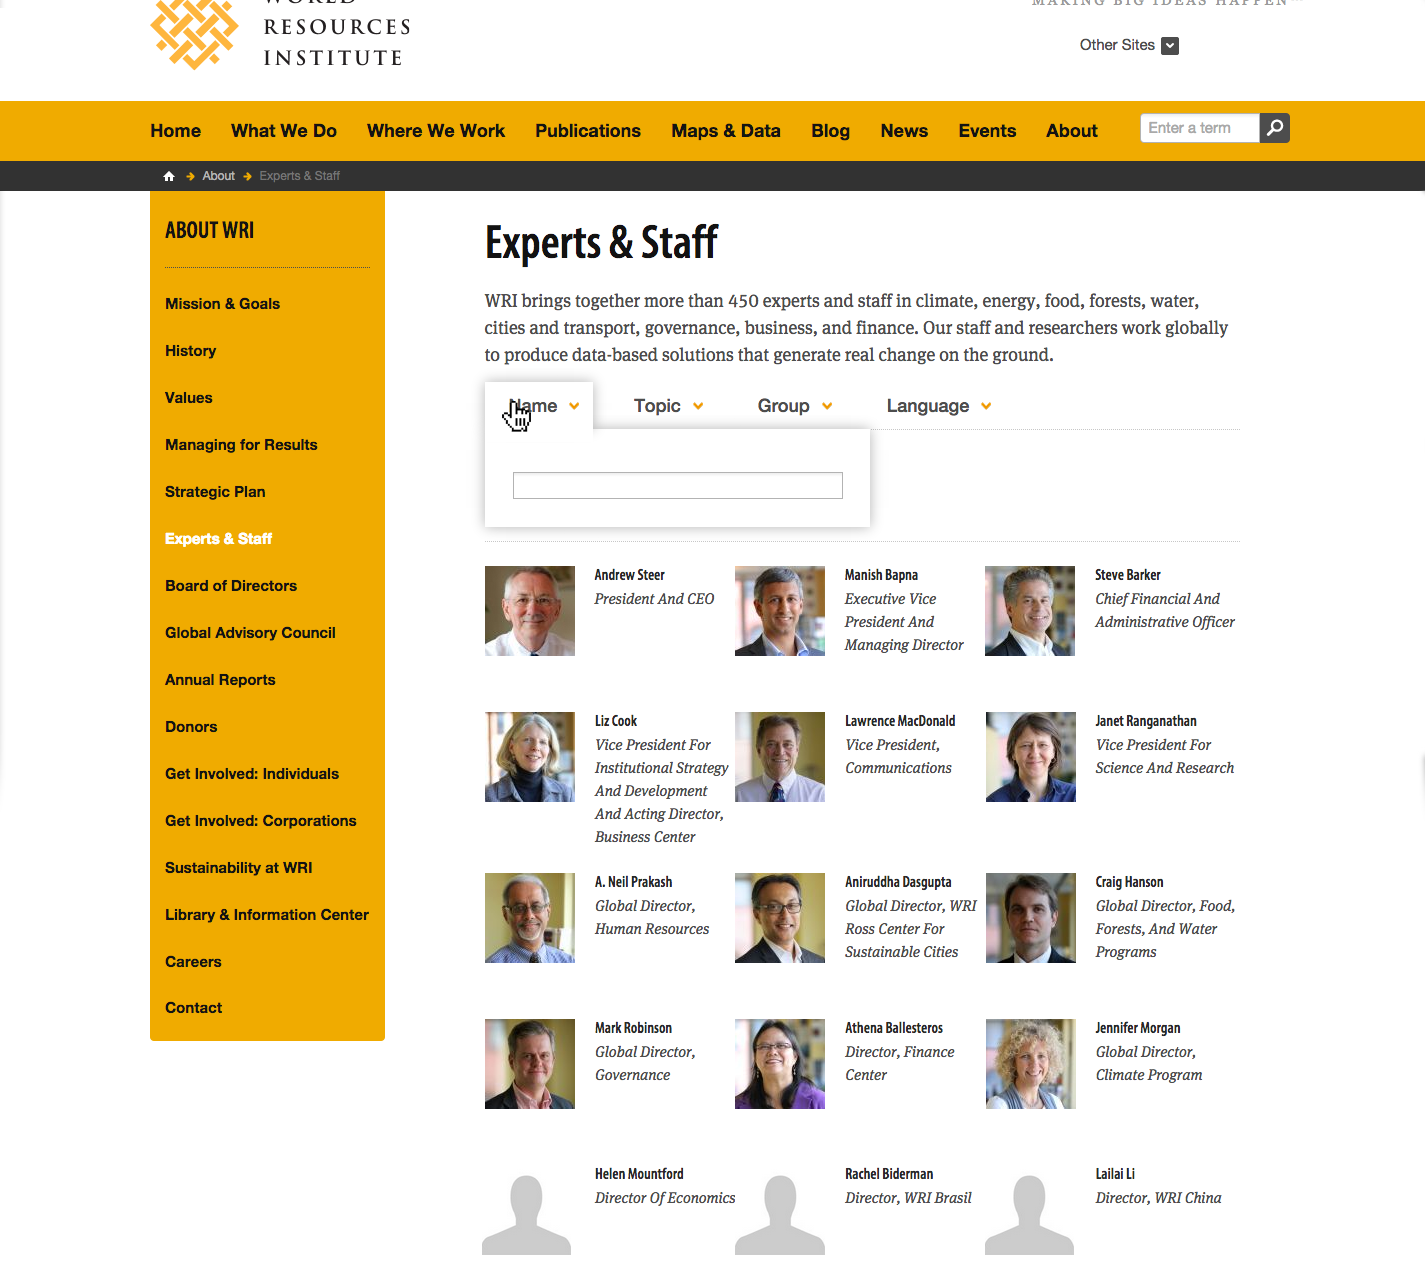 WORLD
RESOURCES
INSTITUTE
MAKING BIG IDEAS HAPPEN
Other Sites
Home What We Do Where We Work Publications Maps & Data Blog News Events About Enter a term
About Experts & Staff
ABOUT WRI
Mission & Goals
History
Values
Managing for Results
Strategic Plan
Experts & Staff
Board of Directors
Global Advisory Council
Annual Reports
Donors
Get Involved: Individuals
Get Involved: Corporations
Sustainability at WRI
Library & Information Center
Careers
Contact
Experts & Staff
WRI brings together more than 450 experts and staff in climate, energy, food, forests, water,
cities and transport, governance, business, and finance. Our staff and researchers work globally
to produce data-based solutions that generate real change on the ground.
Name Topic Group Language
Andrew Steer
President And CEO
Manish Bapna
Executive Vice
President And
Managing Director
Steve Barker
Chief Financial And
Administrative Officer
Liz Cook
Vice President For
Institutional Strategy
And Development
And Acting Director,
Business Center
Lawrence MacDonald
Vice President,
Communications
Janet Ranganathan
Vice President For
Science And Research
A. Neil Prakash
Global Director,
Human Resources
Aniruddha Dasgupta
Global Director, WRI
Ross Center For
Sustainable Cities
Craig Hanson
Global Director, Food,
Forests, And Water
Programs
Mark Robinson
Global Director,
Governance
Athena Ballesteros
Director, Finance
Center
Jennifer Morgan
Global Director,
Climate Program
Helen Mountford
Director Of Economics
Rachel Biderman
Director, WRI Brasil
Lailai Li
Director, WRI China